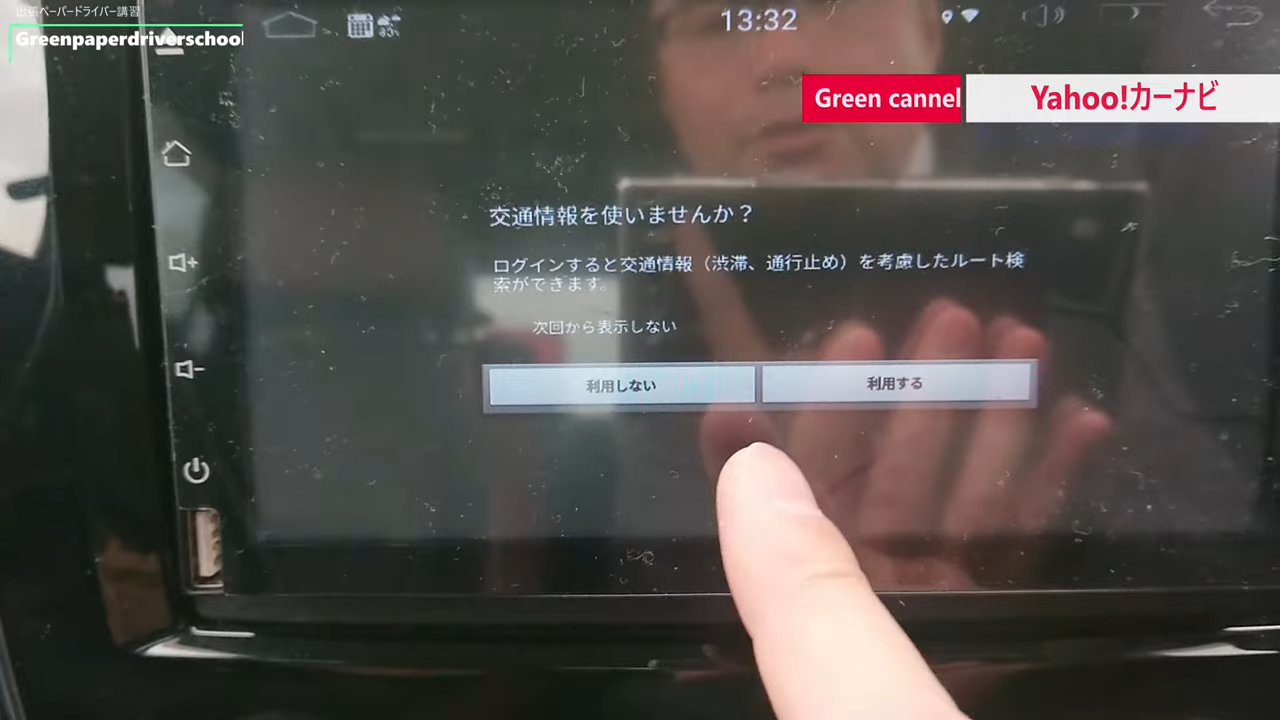 出張ペーパードライバー講習
Greenpaperdriverschool
13:32
Green cannel
Yahoo!カーナビ
交通情報を使いませんか？
ログインすると交通情報（渋滞、通行止め）を考慮したルート検
索ができます。
次回から表示しない
利用しない
利用する